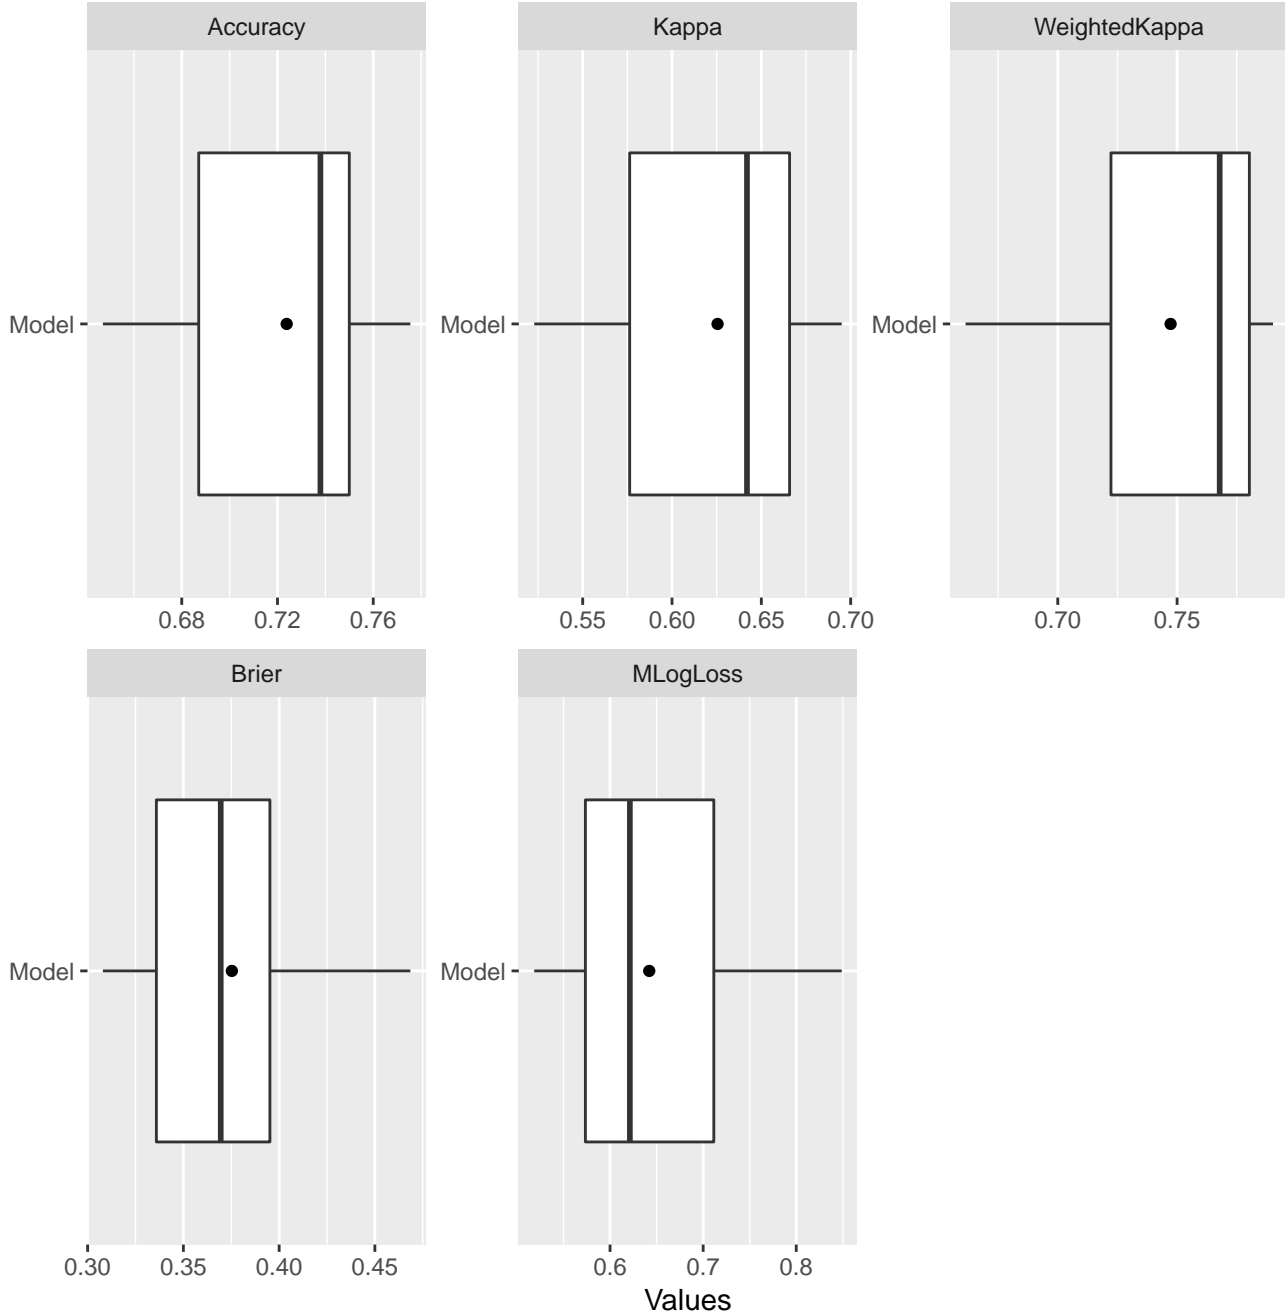 Accuracy Kappa WeightedKappa
Model Model Model
0.68 0.72 0.76 0.55 0.60 0.65 0.70 0.70 0.75
Brier MLogLoss
Model Model
0.30 0.35 0.40 0.45 0.6 0.7 0.8
Values